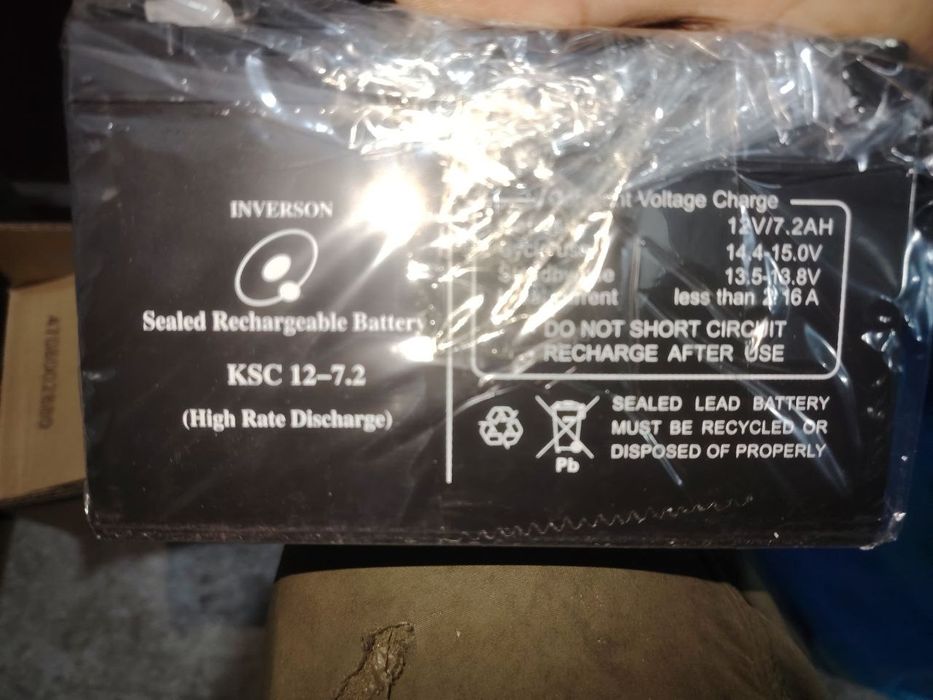 INVERSON
Sealed Rechargeable Battery
KSC 12–7.2
(High Rate Discharge)
Voltage Charge
12V/7.2AH
14.4-15.0V
13.5-13.8V
less than 2.16 A
DO NOT SHORT CIRCUIT
RECHARGE AFTER USE
Pb
SEALED LEAD BATTERY
MUST BE RECYCLED OR
DISPOSED OF PROPERLY